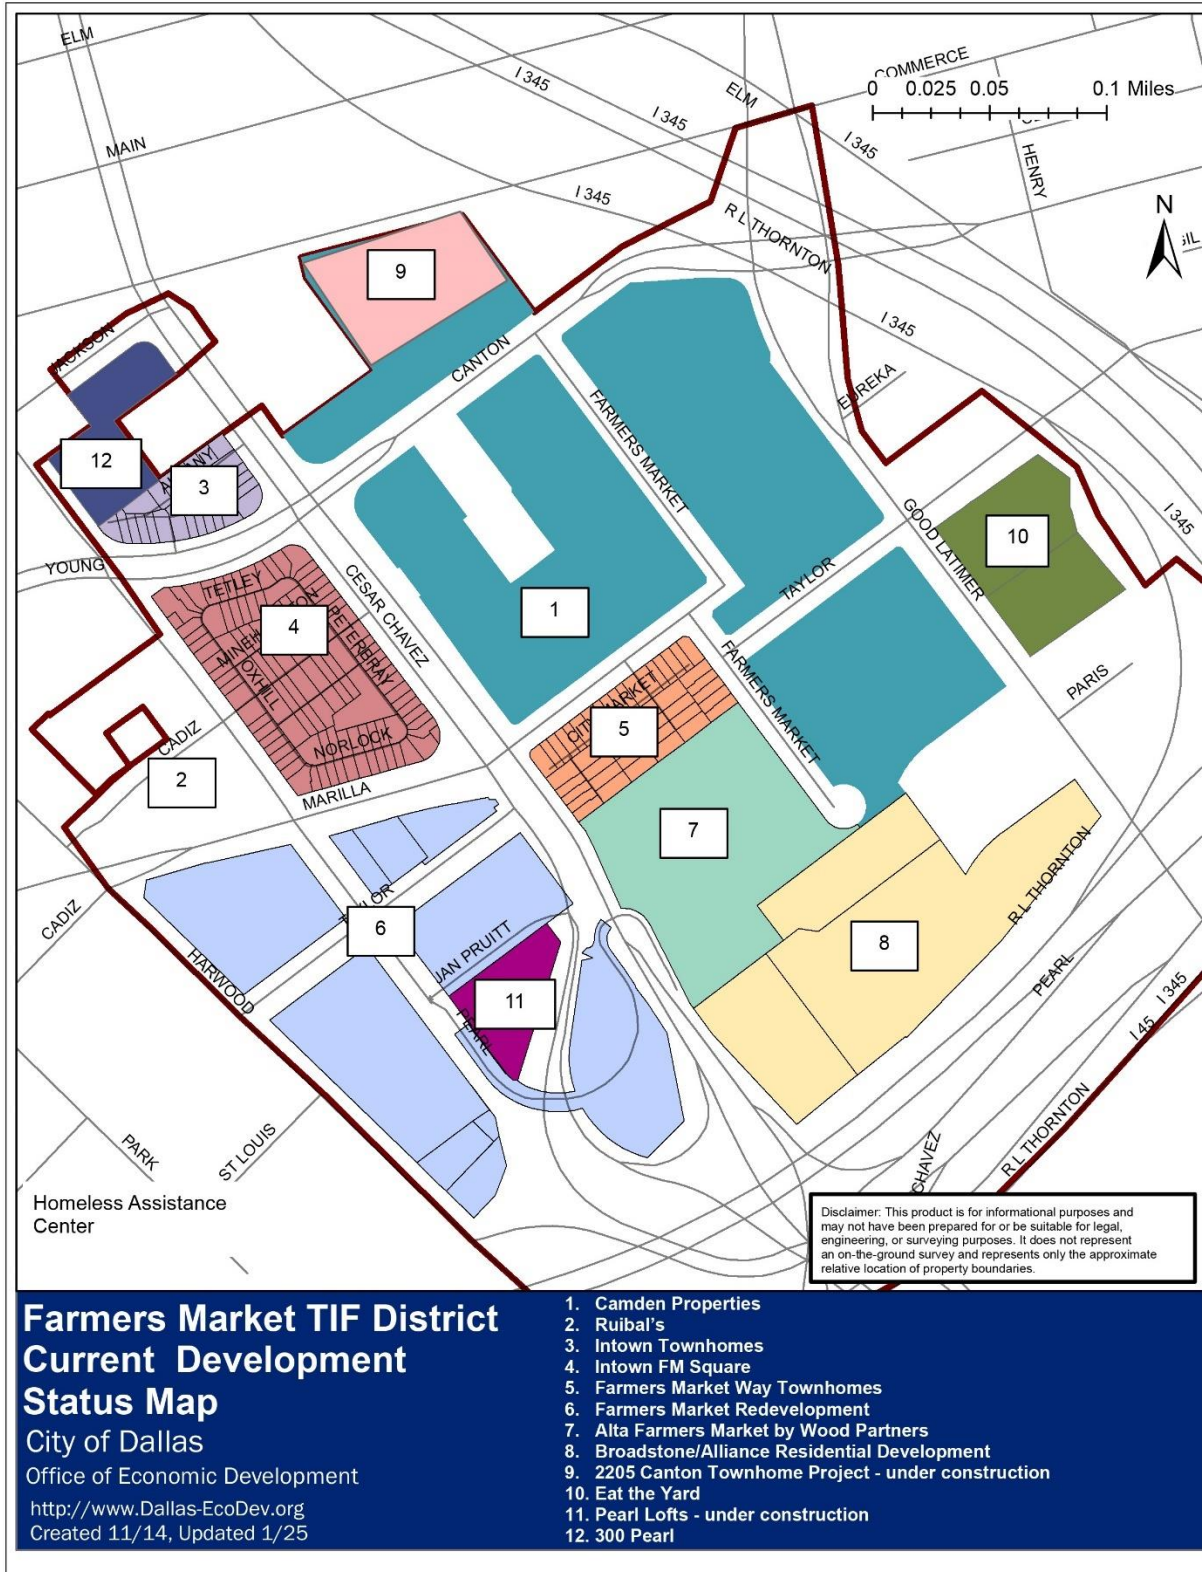 ELM
COMMERCE
0 0.025 0.05 0.1 Miles
I 345
ELM
I 345
MAIN
I 345
HENRY
I 345
N
R L THORNTON
9
I 345
JACKSON
CANTON
EUREKA
FARMERS MARKET
12
3
I 345
GOOD LATIMER
10
YOUNG
TETLEY
CESAR CHAVEZ
TAYLOR
1
4
PETERBRAY
OXHILL
FARMERS MARKET
PARIS
CITY MARKET
5
CADIZ
NORLOCK
2
MARILLA
7
R L THORNTON
CADIZ
6
JAN PRUITT
8
HARWOOD
PEARL
11
I 345
PEARL
I 45
R L THORNTON
PARK
ST LOUIS
CHAVEZ
Homeless Assistance
Center
Disclaimer: This product is for informational purposes and
may not have been prepared for or be suitable for legal,
engineering, or surveying purposes. It does not represent
an on-the-ground survey and represents only the approximate
relative location of property boundaries.
Farmers Market TIF District
Current Development
Status Map
City of Dallas
Office of Economic Development
http://www.Dallas-EcoDev.org
Created 11/14, Updated 1/25
1. Camden Properties
2. Ruibal's
3. Intown Townhomes
4. Intown FM Square
5. Farmers Market Way Townhomes
6. Farmers Market Redevelopment
7. Alta Farmers Market by Wood Partners
8. Broadstone/Alliance Residential Development
9. 2205 Canton Townhome Project - under construction
10. Eat the Yard
11. Pearl Lofts - under construction
12. 300 Pearl